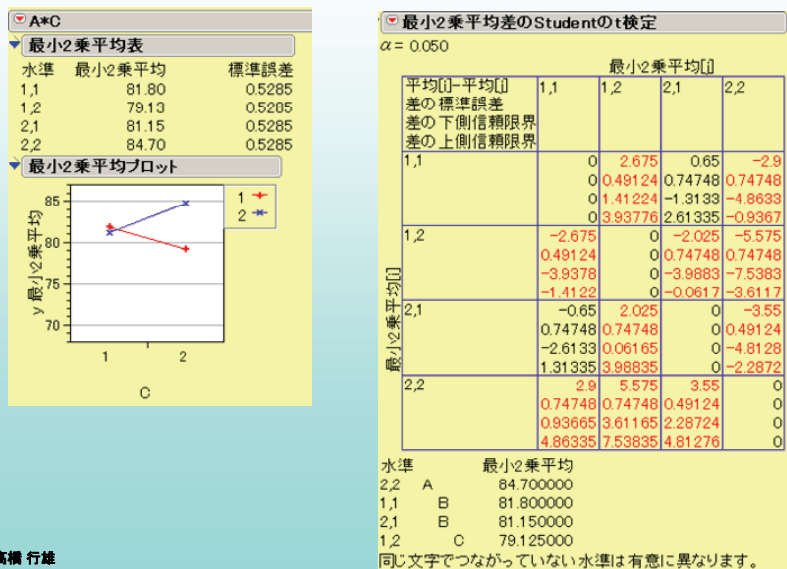 A*C
最小2乗平均表
水準 最小2乗平均 標準誤差
1,1 81.80 0.5285
1,2 79.13 0.5285
2,1 81.15 0.5285
2,2 84.70 0.5285
最小2乗平均プロット
y 最小2乗平均
85
80
75
70
1 2
C
1
2
高橋 行雄
最小2乗平均差のStudentのt検定
α= 0.050
最小2乗平均[j]
最小2乗平均[i]
平均[i]-平均[j] 1,1 1,2 2,1 2,2
差の標準誤差
差の下側信頼限界
差の上側信頼限界
1,1 0 2.675 0.65 -2.9
0 0.49124 0.74748 0.74748
0 1.41224 -1.3133 -4.8633
0 3.93776 2.61335 -0.9367
1,2 -2.675 0 -2.025 -5.575
0.49124 0 0.74748 0.74748
-3.9378 0 -3.9883 -7.5383
-1.4122 0 -0.0617 -3.6117
2,1 -0.65 2.025 0 -3.55
0.74748 0.74748 0 0.49124
-2.6133 0.06165 0 -4.8128
1.31335 3.98835 0 -2.2872
2,2 2.9 5.575 3.55 0
0.74748 0.74748 0.49124 0
0.93665 3.61165 2.28724 0
4.86335 7.53835 4.81276 0
水準 最小2乗平均
2,2 A 84.700000
1,1 B 81.800000
2,1 B 81.150000
1,2 C 79.125000
同じ文字でつながっていない水準は有意に異なります。